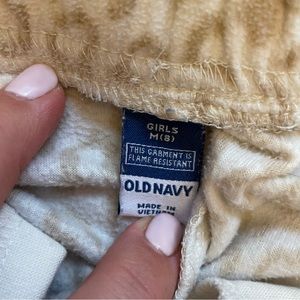 GIRLS
M(8)
THIS GARMENT IS
FLAME RESISTANT
OLD NAVY
MADE IN
VIETNAM